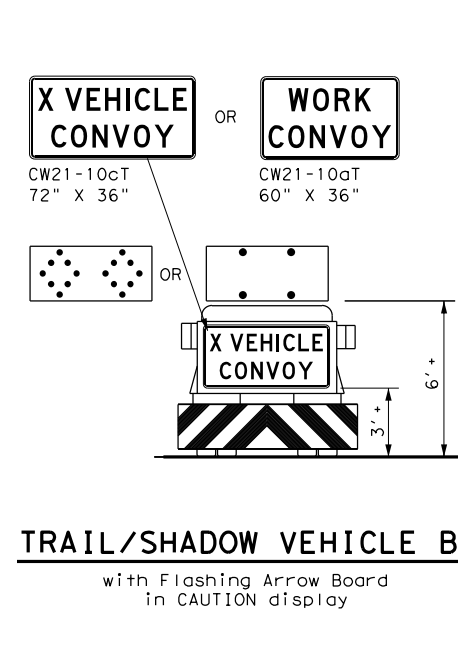 X VEHICLE
CONVOY
OR
WORK
CONVOY
CW21-10cT
72" X 36"
CW21-10aT
60" X 36"
OR
X VEHICLE
CONVOY
3' +
6' +
TRAIL/SHADOW VEHICLE B
with Flashing Arrow Board
in CAUTION display